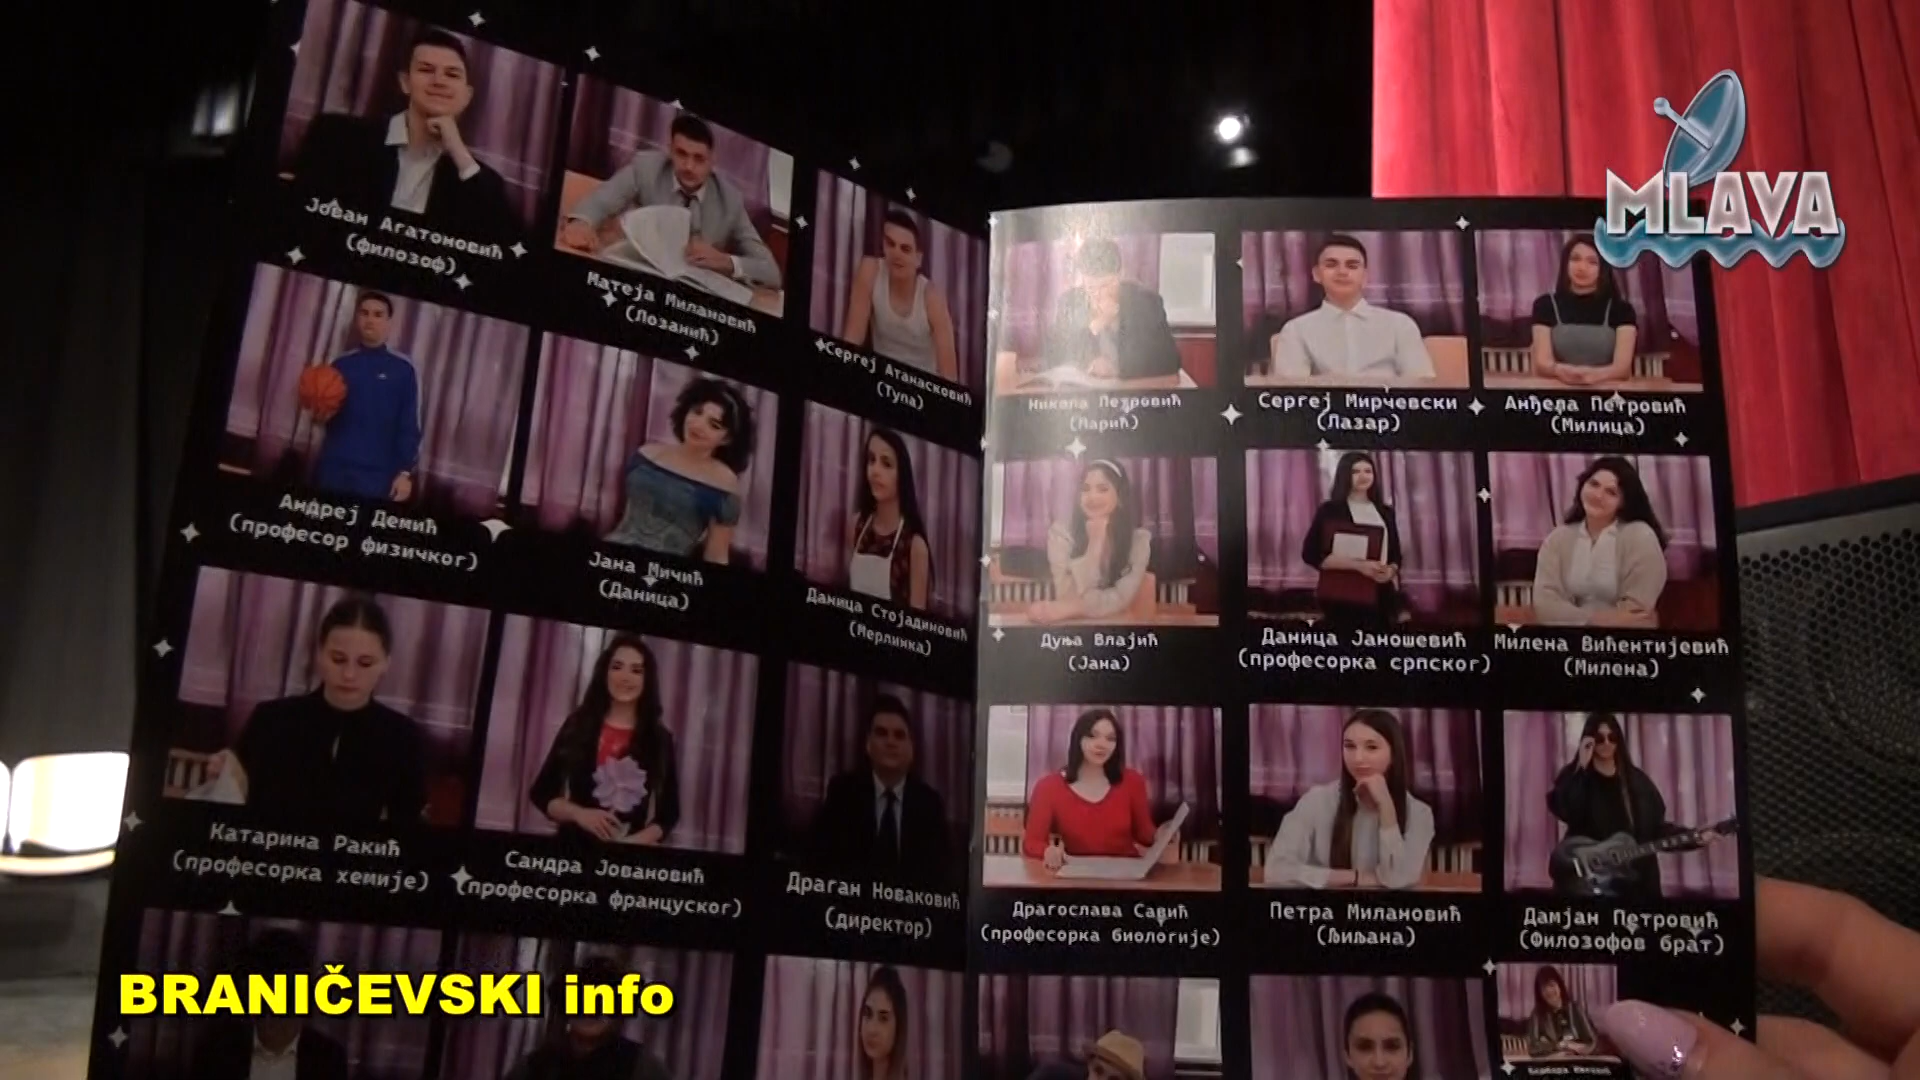 MLAVA
Јован Агатоновић
(филозоф)
Матеја Милановић
(Лозанић)
Сергеј Атанасковић
(Тупа)
Андреј Демић
(професор физичког)
Јана Мичић
(Даница)
Даница Стојадиновић
(Мерлинка)
Катарина Ракић
(професорка хемије)
Сандра Јовановић
(професорка француског)
Драган Новаковић
(директор)
Никола Петровић
(Марић)
Сергеј Мирчевски
(Лазар)
Анђела Петровић
(Милица)
Дуња Влајић
(Јана)
Даница Јаношевић
(професорка српског)
Милена Вићентијевић
(Милена)
Драгослава Савић
(професорка биологије)
Петра Милановић
(Љиљана)
Дамјан Петровић
(Филозофов брат)
BRANIČEVSKI info